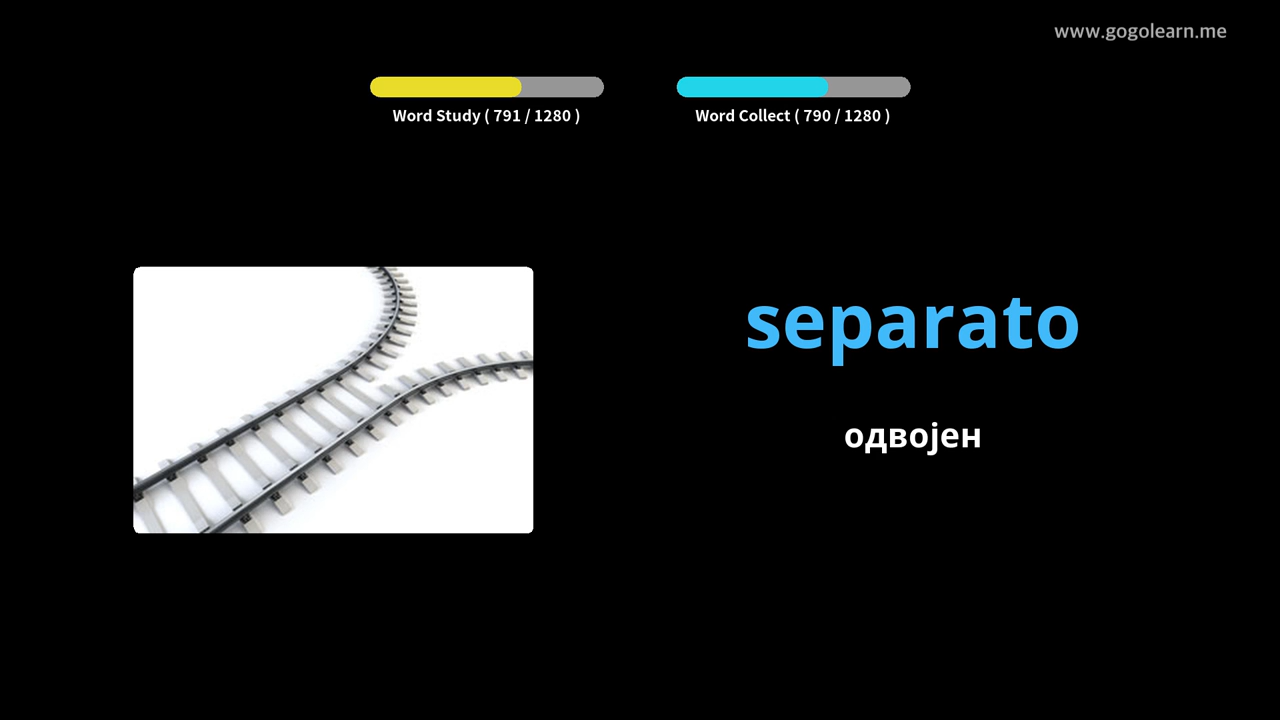 www.gogolearn.me
Word Study ( 791 / 1280 )
Word Collect ( 790 / 1280 )
separato
одвојен